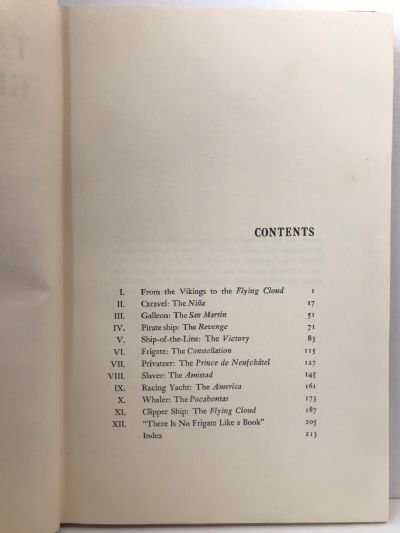 CONTENTS
I. From the Vikings to the Flying Cloud 1
II. Caravel: The Niña 17
III. Galleon: The San Martin 51
IV. Pirate ship: The Revenge 71
V. Ship-of-the-Line: The Victory 83
VI. Frigate: The Constellation 115
VII. Privateer: The Prince de Neufchâtel 127
VIII. Slaver: The Amistad 145
IX. Racing Yacht: The America 161
X. Whaler: The Pocahontas 173
XI. Clipper Ship: The Flying Cloud 187
XII. "There Is No Frigate Like a Book" 205
Index 213